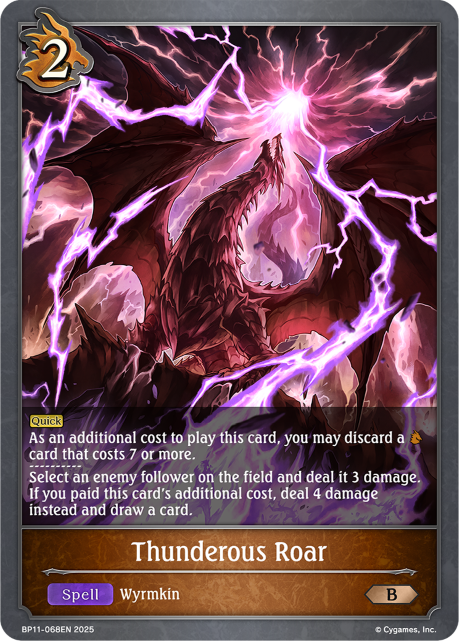 2
Quick
As an additional cost to play this card, you may discard a
card that costs 7 or more.
----------
Select an enemy follower on the field and deal it 3 damage.
If you paid this card's additional cost, deal 4 damage
instead and draw a card.
Thunderous Roar
Spell Wyrmkin B
BP11-068EN 2025 © Cygames, Inc.